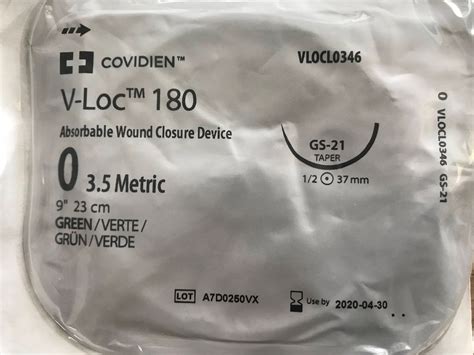 COVIDIEN™
VLOCL0346
V-Loc™ 180
Absorbable Wound Closure Device
GS-21
TAPER
0 3.5 Metric
1/2 37 mm
9" 23 cm
GREEN/VERTE/
GRÜN/VERDE
LOT A7D0250VX
Use by 2020-04-30
0 VLOCL0346 GS-21